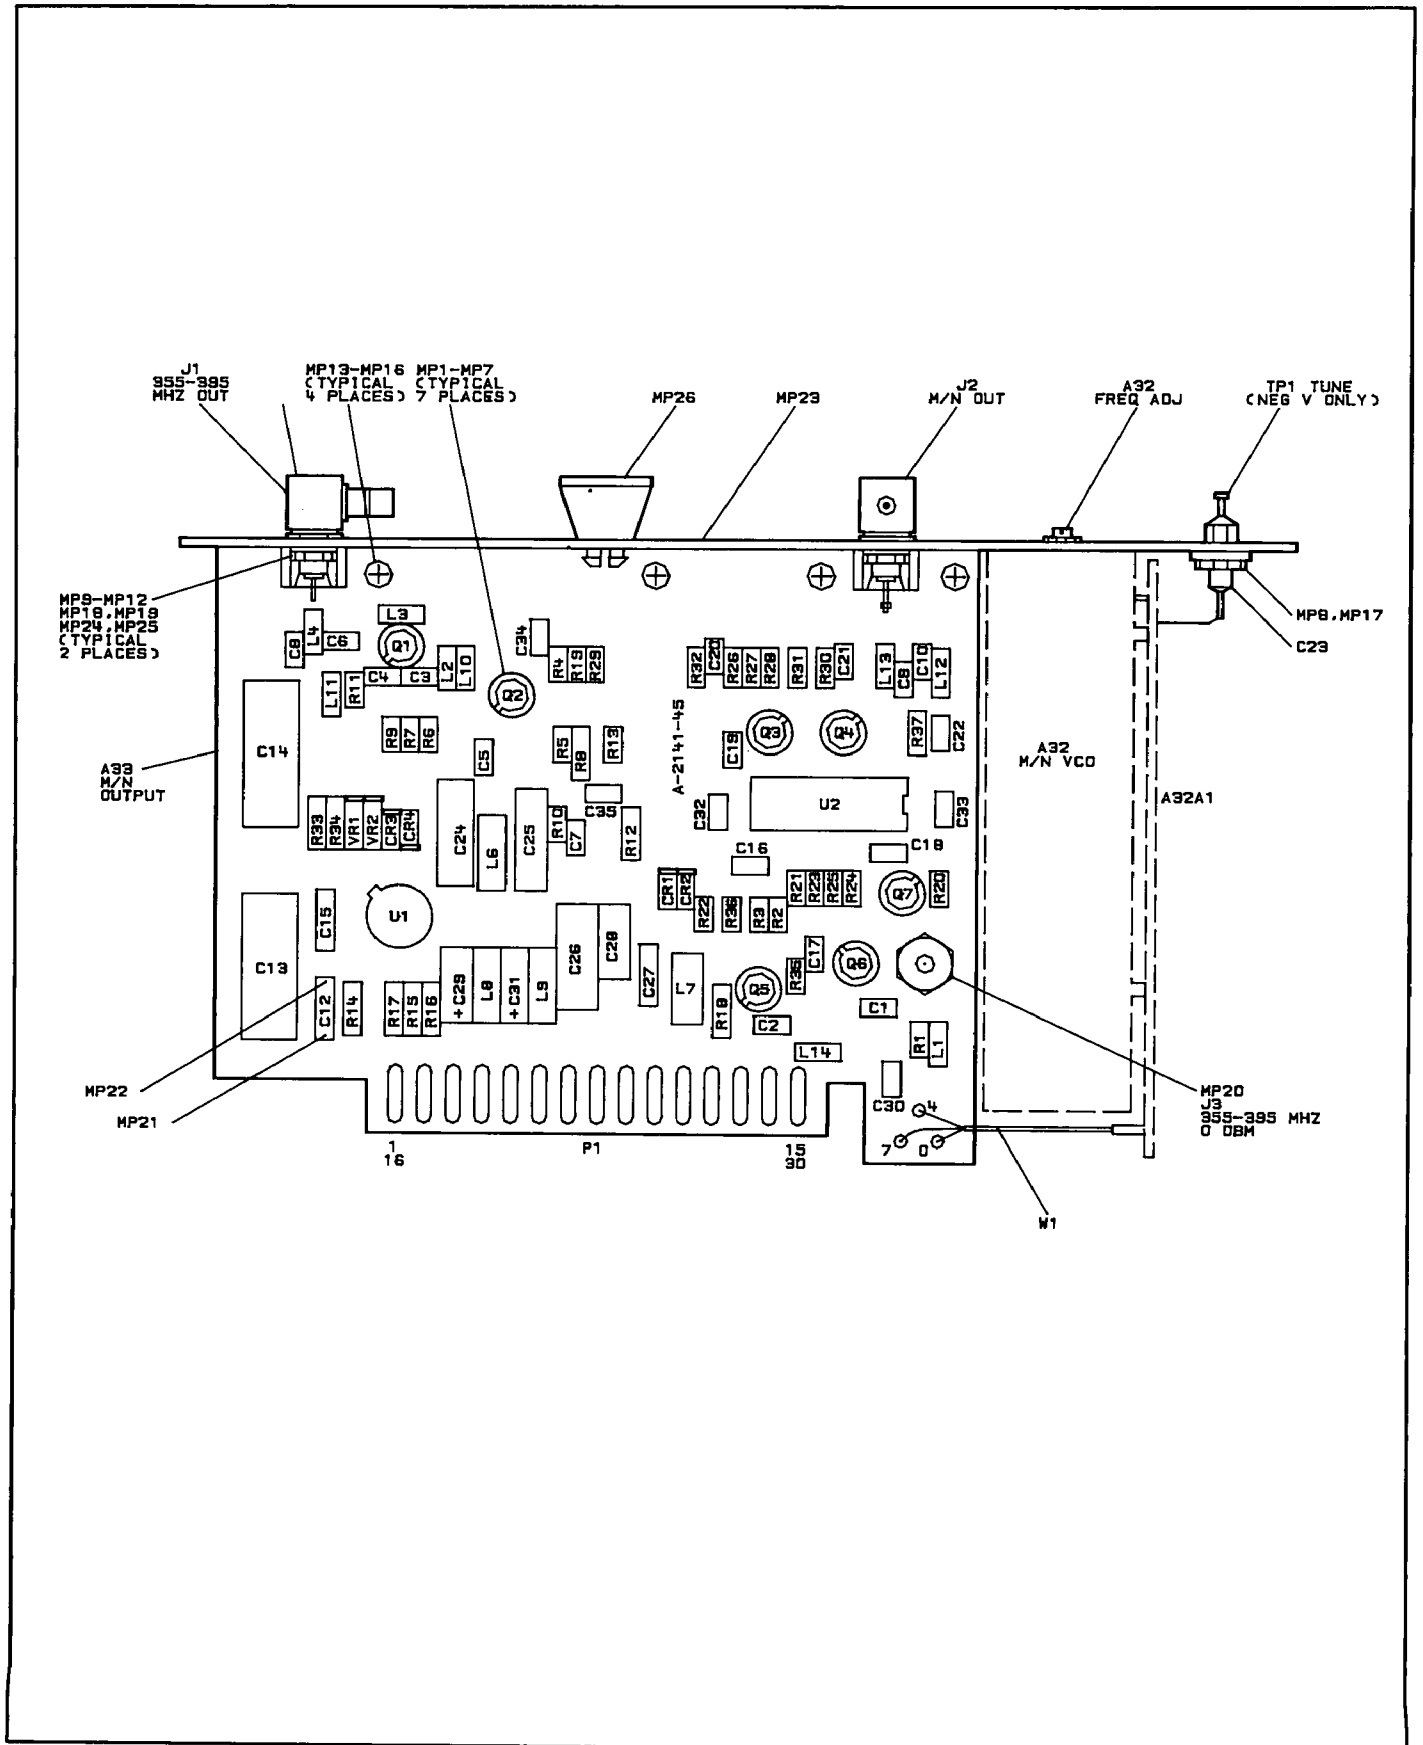 J1
355-395
MHZ OUT
MP13-MP16
(TYPICAL
4 PLACES)
MP1-MP7
(TYPICAL
7 PLACES)
MP26
MP23
J2
M/N OUT
A32
FREQ ADJ
TP1 TUNE
(NEG V ONLY)
MP9-MP12
MP18,MP19
MP24,MP25
(TYPICAL
2 PLACES)
MP8,MP17
C23
C8
L4
C6
L3
Q1
C4
C3
L2
L10
L11
R11
C34
R4
R19
R29
Q2
R32
C20
R26
R27
R28
R31
R30
C21
L13
C9
C10
L12
A33
M/N
OUTPUT
C14
R9
R7
R6
C5
R5
R8
R13
A-2141-45
C19
Q3
Q4
R37
C22
A32
M/N VCO
A32A1
R33
R34
VR1
VR2
CR3
CR4
C24
L6
C25
R10
C7
C35
R12
C32
U2
C33
C16
C18
C15
U1
CR1
CR2
R22
R36
R3
R2
R21
R23
R25
R24
Q7
R20
C13
C12
R14
R17
R15
R16
+C29
L8
+C31
L9
C26
C28
C27
L7
R18
Q5
R35
C17
Q6
C2
C1
L14
R1
L1
C30
MP22
MP21
4
7
0
MP20
J3
355-395 MHZ
0 DBM
1
16
P1
15
30
W1